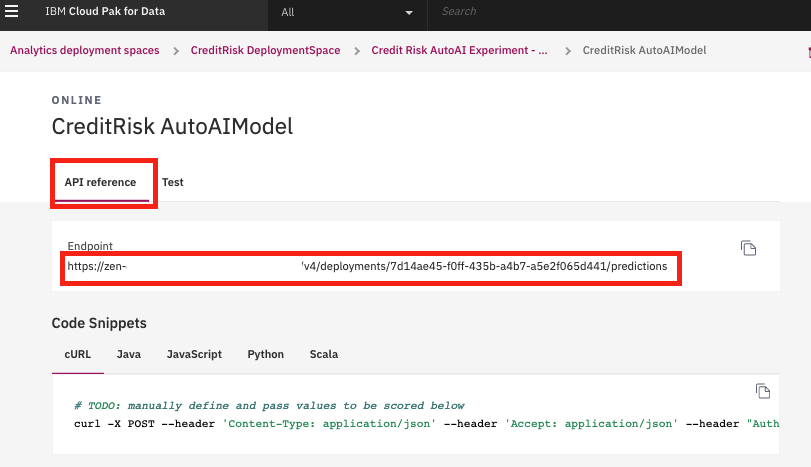 IBM Cloud Pak for Data
All
Search
Analytics deployment spaces > CreditRisk DeploymentSpace > Credit Risk AutoAI Experiment - ... > CreditRisk AutoAIModel
ONLINE
CreditRisk AutoAIModel
API reference Test
Endpoint
https://zen- 'v4/deployments/7d14ae45-f0ff-435b-a4b7-a5e2f065d441/predictions
Code Snippets
cURL Java JavaScript Python Scala
# TODO: manually define and pass values to be scored below
curl -X POST --header 'Content-Type: application/json' --header 'Accept: application/json' --header "Auth